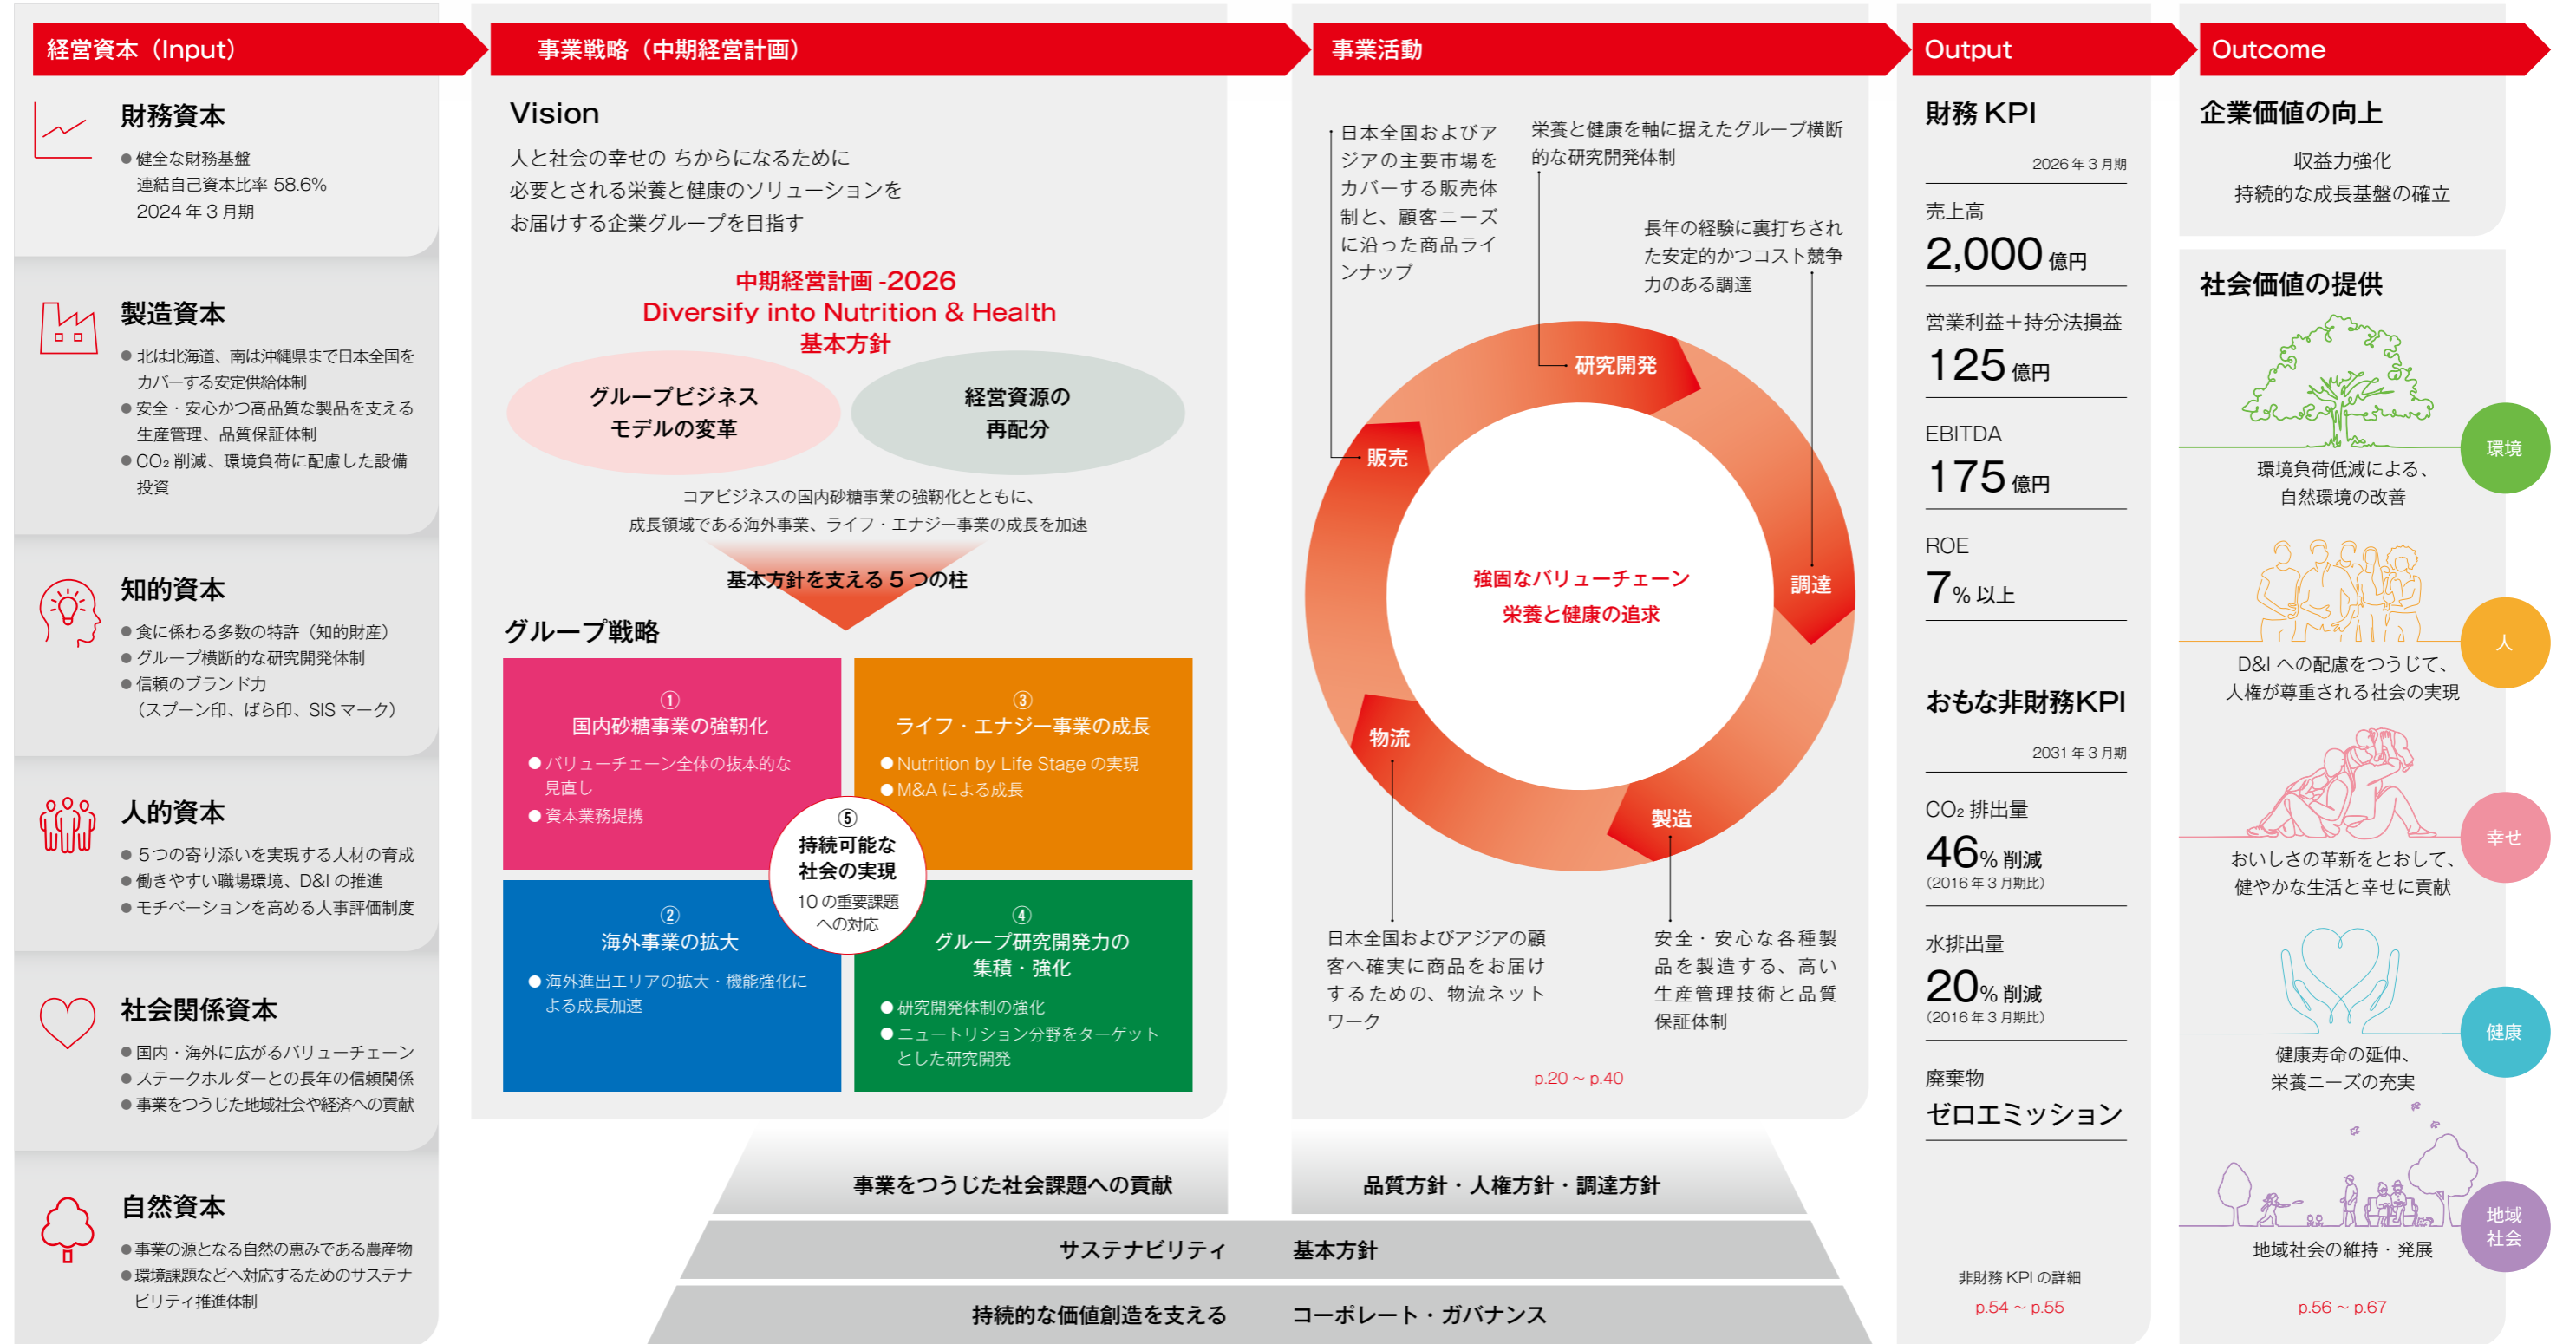 経営資本（Input）
財務資本
●健全な財務基盤
連結自己資本比率 58.6%
2024年3月期
製造資本
●北は北海道、南は沖縄県まで日本全国を
カバーする安定供給体制
●安全・安心かつ高品質な製品を支える
生産管理、品質保証体制
●CO₂削減、環境負荷に配慮した設備
投資
知的資本
●食に係わる多数の特許（知的財産）
●グループ横断的な研究開発体制
●信頼のブランド力
（スプーン印、ばら印、SISマーク）
人的資本
●5つの寄り添いを実現する人材の育成
●働きやすい職場環境、D&Iの推進
●モチベーションを高める人事評価制度
社会関係資本
●国内・海外に広がるバリューチェーン
●ステークホルダーとの長年の信頼関係
●事業をつうじた地域社会や経済への貢献
自然資本
●事業の源となる自然の恵みである農産物
●環境課題などへ対応するためのサステナ
ビリティ推進体制
事業戦略（中期経営計画）
Vision
人と社会の幸せの ちからになるために
必要とされる栄養と健康のソリューションを
お届けする企業グループを目指す
中期経営計画 -2026
Diversify into Nutrition & Health
基本方針
グループビジネス
モデルの変革
経営資源の
再配分
コアビジネスの国内砂糖事業の強靭化とともに、
成長領域である海外事業、ライフ・エナジー事業の成長を加速
基本方針を支える5つの柱
グループ戦略
①
国内砂糖事業の強靭化
●バリューチェーン全体の抜本的な
見直し
●資本業務提携
③
ライフ・エナジー事業の成長
●Nutrition by Life Stageの実現
●M&Aによる成長
⑤
持続可能な
社会の実現
10の重要課題
への対応
②
海外事業の拡大
●海外進出エリアの拡大・機能強化に
よる成長加速
④
グループ研究開発力の
集積・強化
●研究開発体制の強化
●ニュートリション分野をターゲット
とした研究開発
事業活動
日本全国およびア
ジアの主要市場を
カバーする販売体
制と、顧客ニーズ
に沿った商品ライ
ンナップ
栄養と健康を軸に据えたグループ横断
的な研究開発体制
長年の経験に裏打ちされ
た安定的かつコスト競争
力のある調達
研究開発
販売
調達
強固なバリューチェーン
栄養と健康の追求
物流
製造
日本全国およびアジアの顧
客へ確実に商品をお届け
するための、物流ネット
ワーク
安全・安心な各種製
品を製造する、高い
生産管理技術と品質
保証体制
p.20～p.40
事業をつうじた社会課題への貢献
品質方針・人権方針・調達方針
サステナビリティ 基本方針
持続的な価値創造を支える コーポレート・ガバナンス
Output
財務KPI
2026年3月期
売上高
2,000億円
営業利益＋持分法損益
125億円
EBITDA
175億円
ROE
7%以上
おもな非財務KPI
2031年3月期
CO₂排出量
46%削減
（2016年3月期比）
水排出量
20%削減
（2016年3月期比）
廃棄物
ゼロエミッション
非財務KPIの詳細
p.54～p.55
Outcome
企業価値の向上
収益力強化
持続的な成長基盤の確立
社会価値の提供
環境
環境負荷低減による、
自然環境の改善
人
D&Iへの配慮をつうじて、
人権が尊重される社会の実現
幸せ
おいしさの革新をとおして、
健やかな生活と幸せに貢献
健康
健康寿命の延伸、
栄養ニーズの充実
地域
社会
地域社会の維持・発展
p.56～p.67